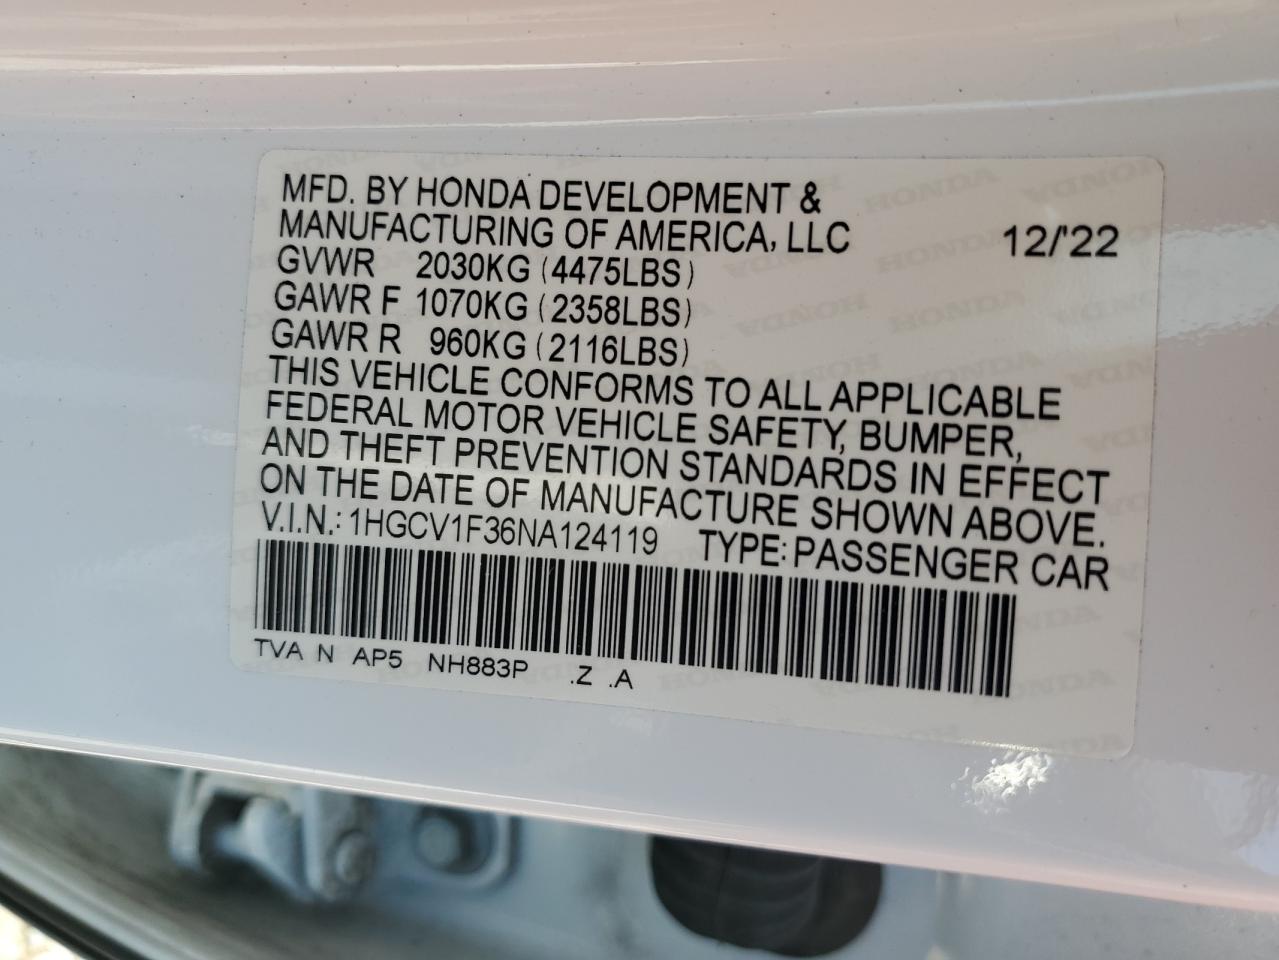 MFD. BY HONDA DEVELOPMENT &
MANUFACTURING OF AMERICA, LLC 12/'22
GVWR 2030KG (4475LBS)
GAWR F 1070KG (2358LBS)
GAWR R 960KG (2116LBS)
THIS VEHICLE CONFORMS TO ALL APPLICABLE
FEDERAL MOTOR VEHICLE SAFETY, BUMPER,
AND THEFT PREVENTION STANDARDS IN EFFECT
ON THE DATE OF MANUFACTURE SHOWN ABOVE.
V.I.N.: 1HGCV1F36NA124119 TYPE: PASSENGER CAR
TVA N AP5 NH883P .Z .A